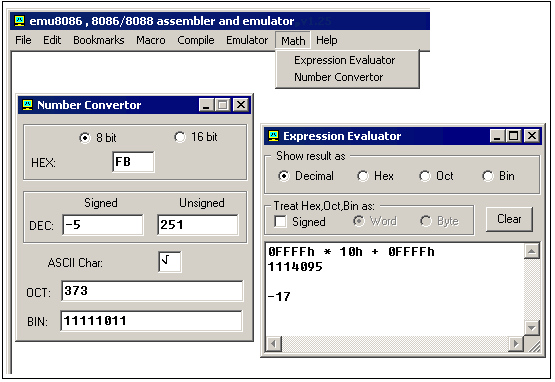 emu8086 , 8086/8088 assembler and emulator
File Edit Bookmarks Macro Compile Emulator Math Help
Expression Evaluator
Number Convertor
Number Convertor
8 bit 16 bit
HEX: FB
Signed Unsigned
DEC: -5 251
ASCII Char: √
OCT: 373
BIN: 11111011
Expression Evaluator
Show result as
Decimal Hex Oct Bin
Treat Hex,Oct,Bin as:
Signed Word Byte Clear
0FFFFh * 10h + 0FFFFh
1114095
-17